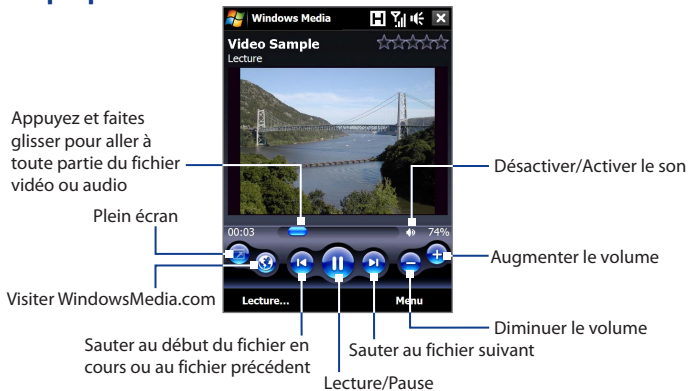 Windows Media
H
Video Sample
Lecture
Appuyez et faites
glisser pour aller à
toute partie du fichier
vidéo ou audio
Désactiver/Activer le son
Plein écran
00:03
74%
Augmenter le volume
Visiter WindowsMedia.com
Lecture...
Menu
Diminuer le volume
Sauter au début du fichier en
cours ou au fichier précédent
Sauter au fichier suivant
Lecture/Pause